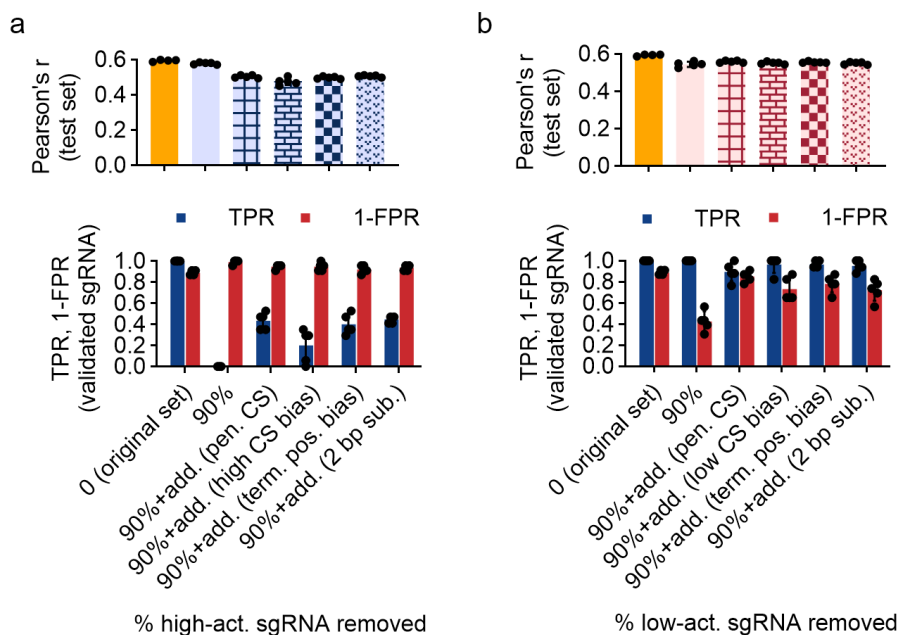 a
Pearson's r
(test set)
0.6
0.4
0.2
0.0
TPR
1-FPR
TPR, 1-FPR
(validated sgRNA)
1.0
0.8
0.6
0.4
0.2
0.0
0 (original set)
90%
90%+add. (pen. CS)
90%+add. (high CS bias)
90%+add. (term. pos. bias)
90%+add. (2 bp sub.)
% high-act. sgRNA removed
b
Pearson's r
(test set)
0.6
0.4
0.2
0.0
TPR
1-FPR
TPR, 1-FPR
(validated sgRNA)
1.0
0.8
0.6
0.4
0.2
0.0
0 (original set)
90%
90%+add. (pen. CS)
90%+add. (low CS bias)
90%+add. (term. pos. bias)
90%+add. (2 bp sub.)
% low-act. sgRNA removed